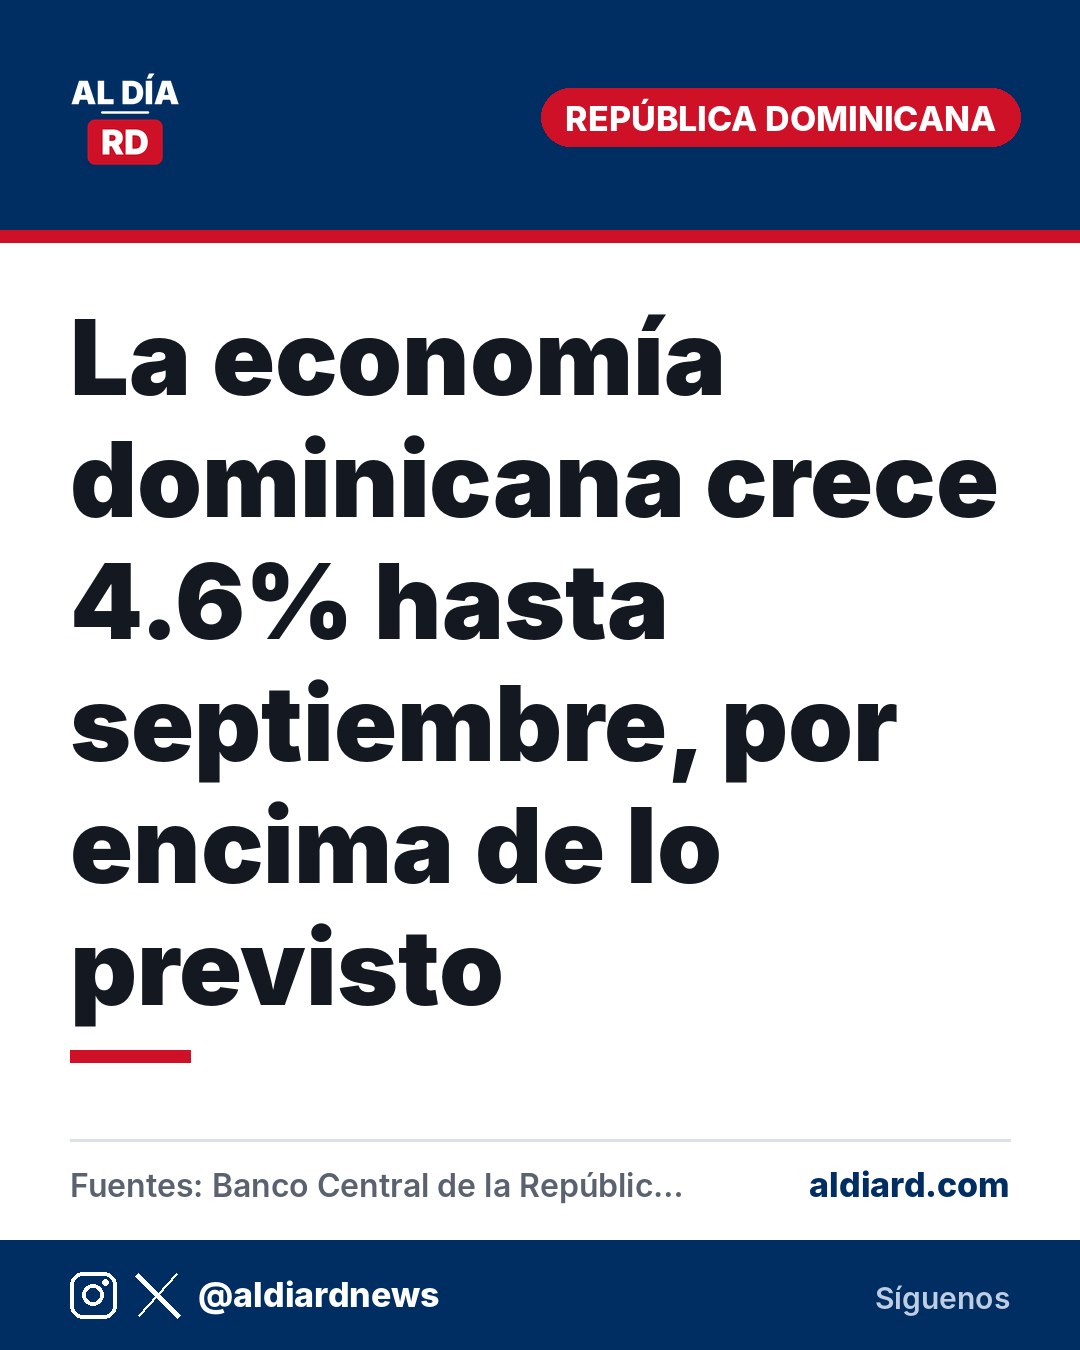 AL DÍA
RD
REPÚBLICA DOMINICANA
La economía
dominicana crece
4.6% hasta
septiembre, por
encima de lo
previsto
Fuentes: Banco Central de la Repúblic...
aldiard.com
@aldiardnews
Síguenos